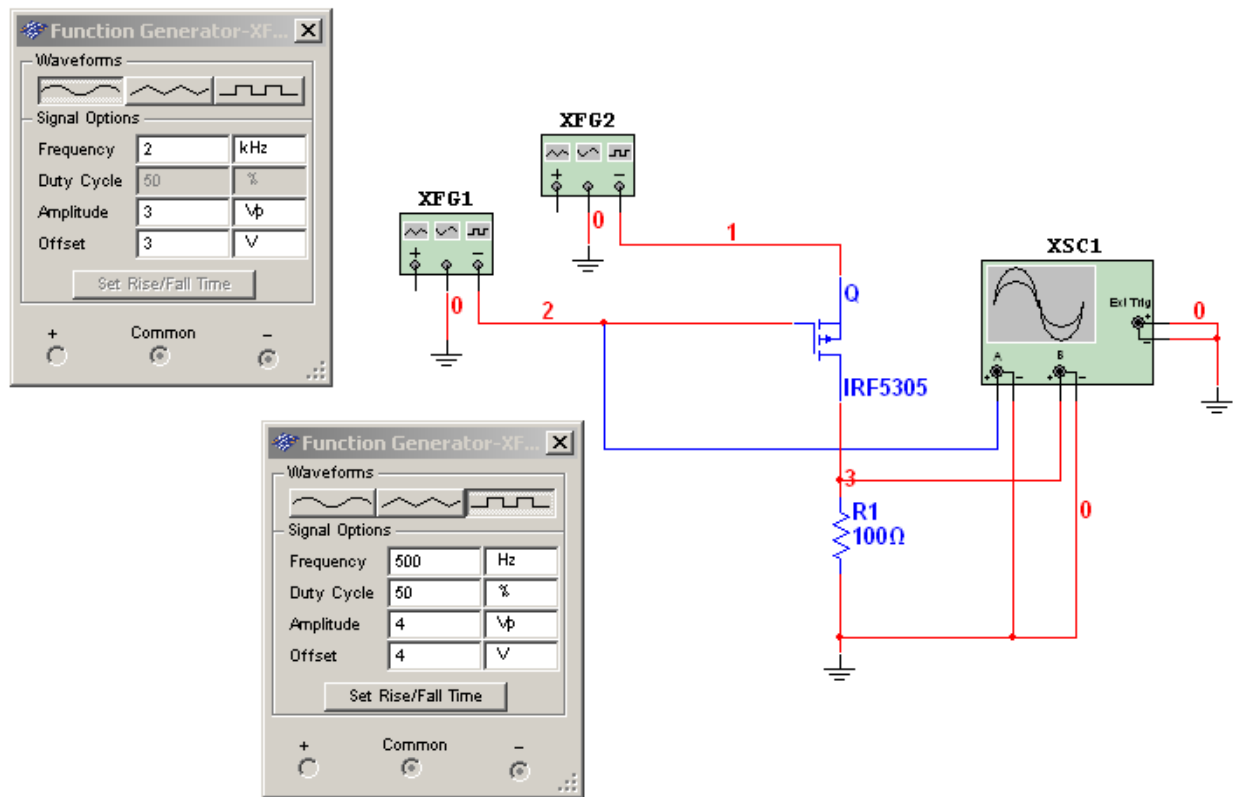 Function Generator-XF...
Waveforms
Signal Options
Frequency 2 kHz
Duty Cycle 50 %
Amplitude 3 Vp
Offset 3 V
Set Rise/Fall Time
+ Common −
XFG2
+ −
0
1
XFG1
+ −
0
2
Q
IRF5305
XSC1
Ext Trig
+
−
0
A B
+ − + −
3
0
R1
100Ω
Function Generator-XF...
Waveforms
Signal Options
Frequency 500 Hz
Duty Cycle 50 %
Amplitude 4 Vp
Offset 4 V
Set Rise/Fall Time
+ Common −